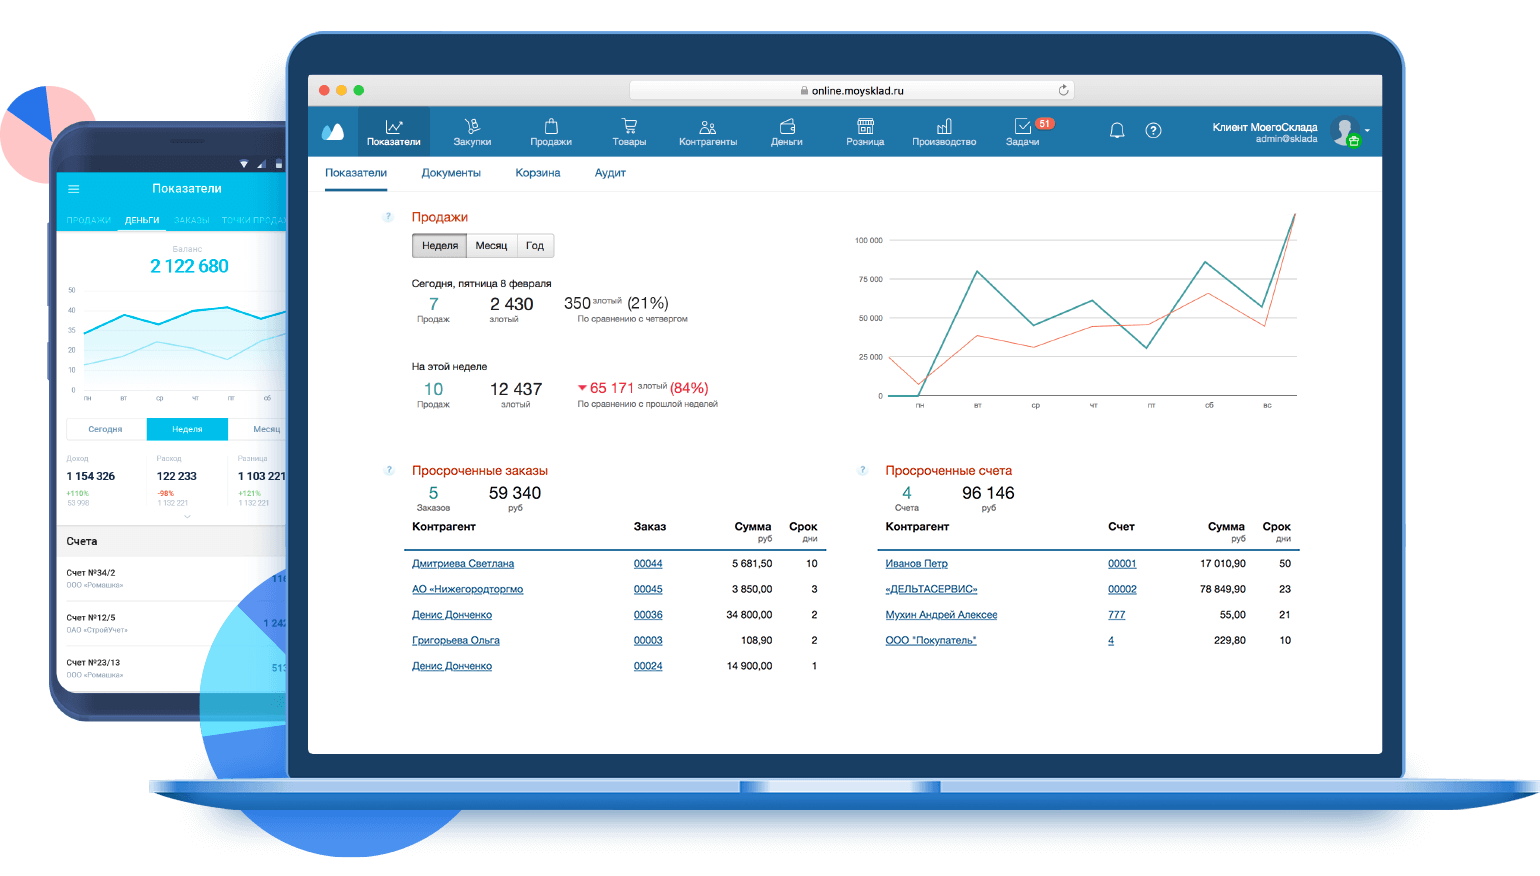 Показатели
ПРОДАЖИ ДЕНЬГИ ЗАКАЗЫ ТОЧКИ ПРОДАЖ
Баланс
2 122 680
50
40
35
20
10
0
пн вт ср чт пт сб
Сегодня Неделя Месяц
Доход Расход Разница
1 154 326 122 233 1 103 221
+110% -98% +121%
53 998 1 132 221 1 132 221
Счета
Счет №34/2
ООО «Ромашка»
116
Счет №12/5
ОАО «СтройУчет»
1 242
Счет №23/13
ООО «Ромашка»
513
online.moysklad.ru
Показатели Закупки Продажи Товары Контрагенты Деньги Розница Производство Задачи 51
?
Клиент МоегоСклада
admin@sklada
Показатели Документы Корзина Аудит
? Продажи
Неделя Месяц Год
Сегодня, пятница 8 февраля
7 2 430 350 злотый (21%)
Продаж злотый По сравнению с четвергом
На этой неделе
10 12 437 65 171 злотый (84%)
Продаж злотый По сравнению с прошлой неделей
100 000
75 000
50 000
25 000
0
пн вт ср чт пт сб вс
? Просроченные заказы
5 59 340
Заказов руб
Контрагент Заказ Сумма Срок
руб дни
Дмитриева Светлана 00044 5 681,50 10
АО «Нижегородторгмо 00045 3 850,00 3
Денис Донченко 00036 34 800,00 2
Григорьева Ольга 00003 108,90 2
Денис Донченко 00024 14 900,00 1
? Просроченные счета
4 96 146
Счета руб
Контрагент Счет Сумма Срок
руб дни
Иванов Петр 00001 17 010,90 50
«ДЕЛЬТАСЕРВИС» 00002 78 849,90 23
Мухин Андрей Алексее 777 55,00 21
ООО "Покупатель" 4 229,80 10